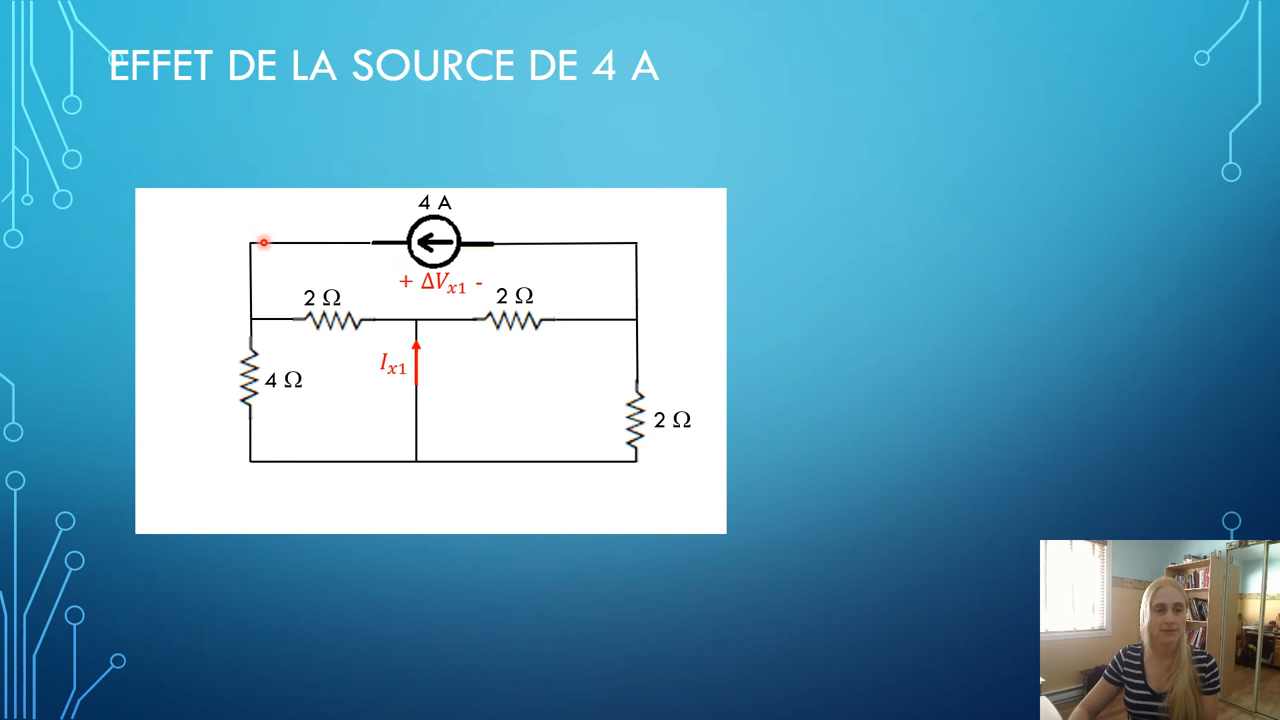 EFFET DE LA SOURCE DE 4 A
4 A
+ ΔVx1 -
2 Ω
2 Ω
Ix1
4 Ω
2 Ω